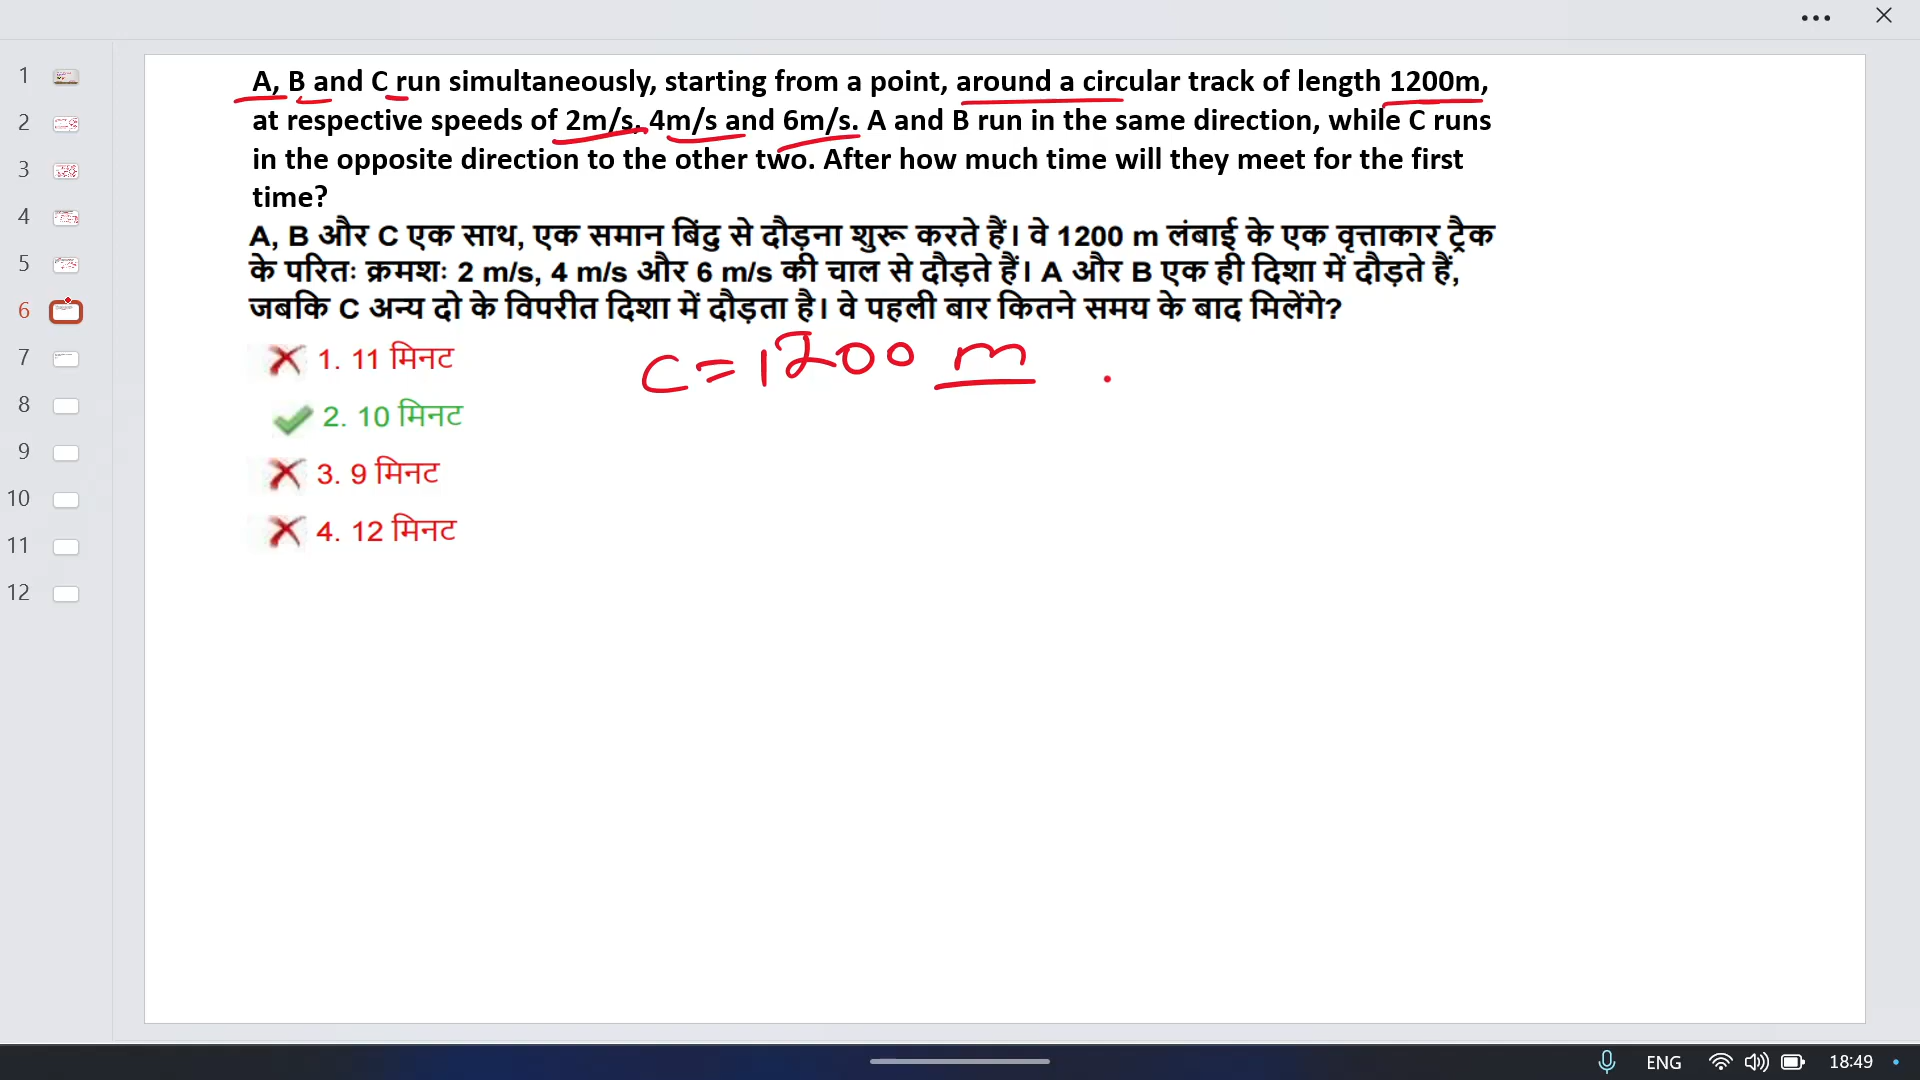 1
2
3
4
5
6
7
8
9
10
11
12
A, B and C run simultaneously, starting from a point, around a circular track of length 1200m,
at respective speeds of 2m/s, 4m/s and 6m/s. A and B run in the same direction, while C runs
in the opposite direction to the other two. After how much time will they meet for the first
time?
A, B और C एक साथ, एक समान बिंदु से दौड़ना शुरू करते हैं। वे 1200 m लंबाई के एक वृत्ताकार ट्रैक
के परितः क्रमशः 2 m/s, 4 m/s और 6 m/s की चाल से दौड़ते हैं। A और B एक ही दिशा में दौड़ते हैं,
जबकि C अन्य दो के विपरीत दिशा में दौड़ता है। वे पहली बार कितने समय के बाद मिलेंगे?
1. 11 मिनट
C = 1200 m
2. 10 मिनट
3. 9 मिनट
4. 12 मिनट
ENG
18:49